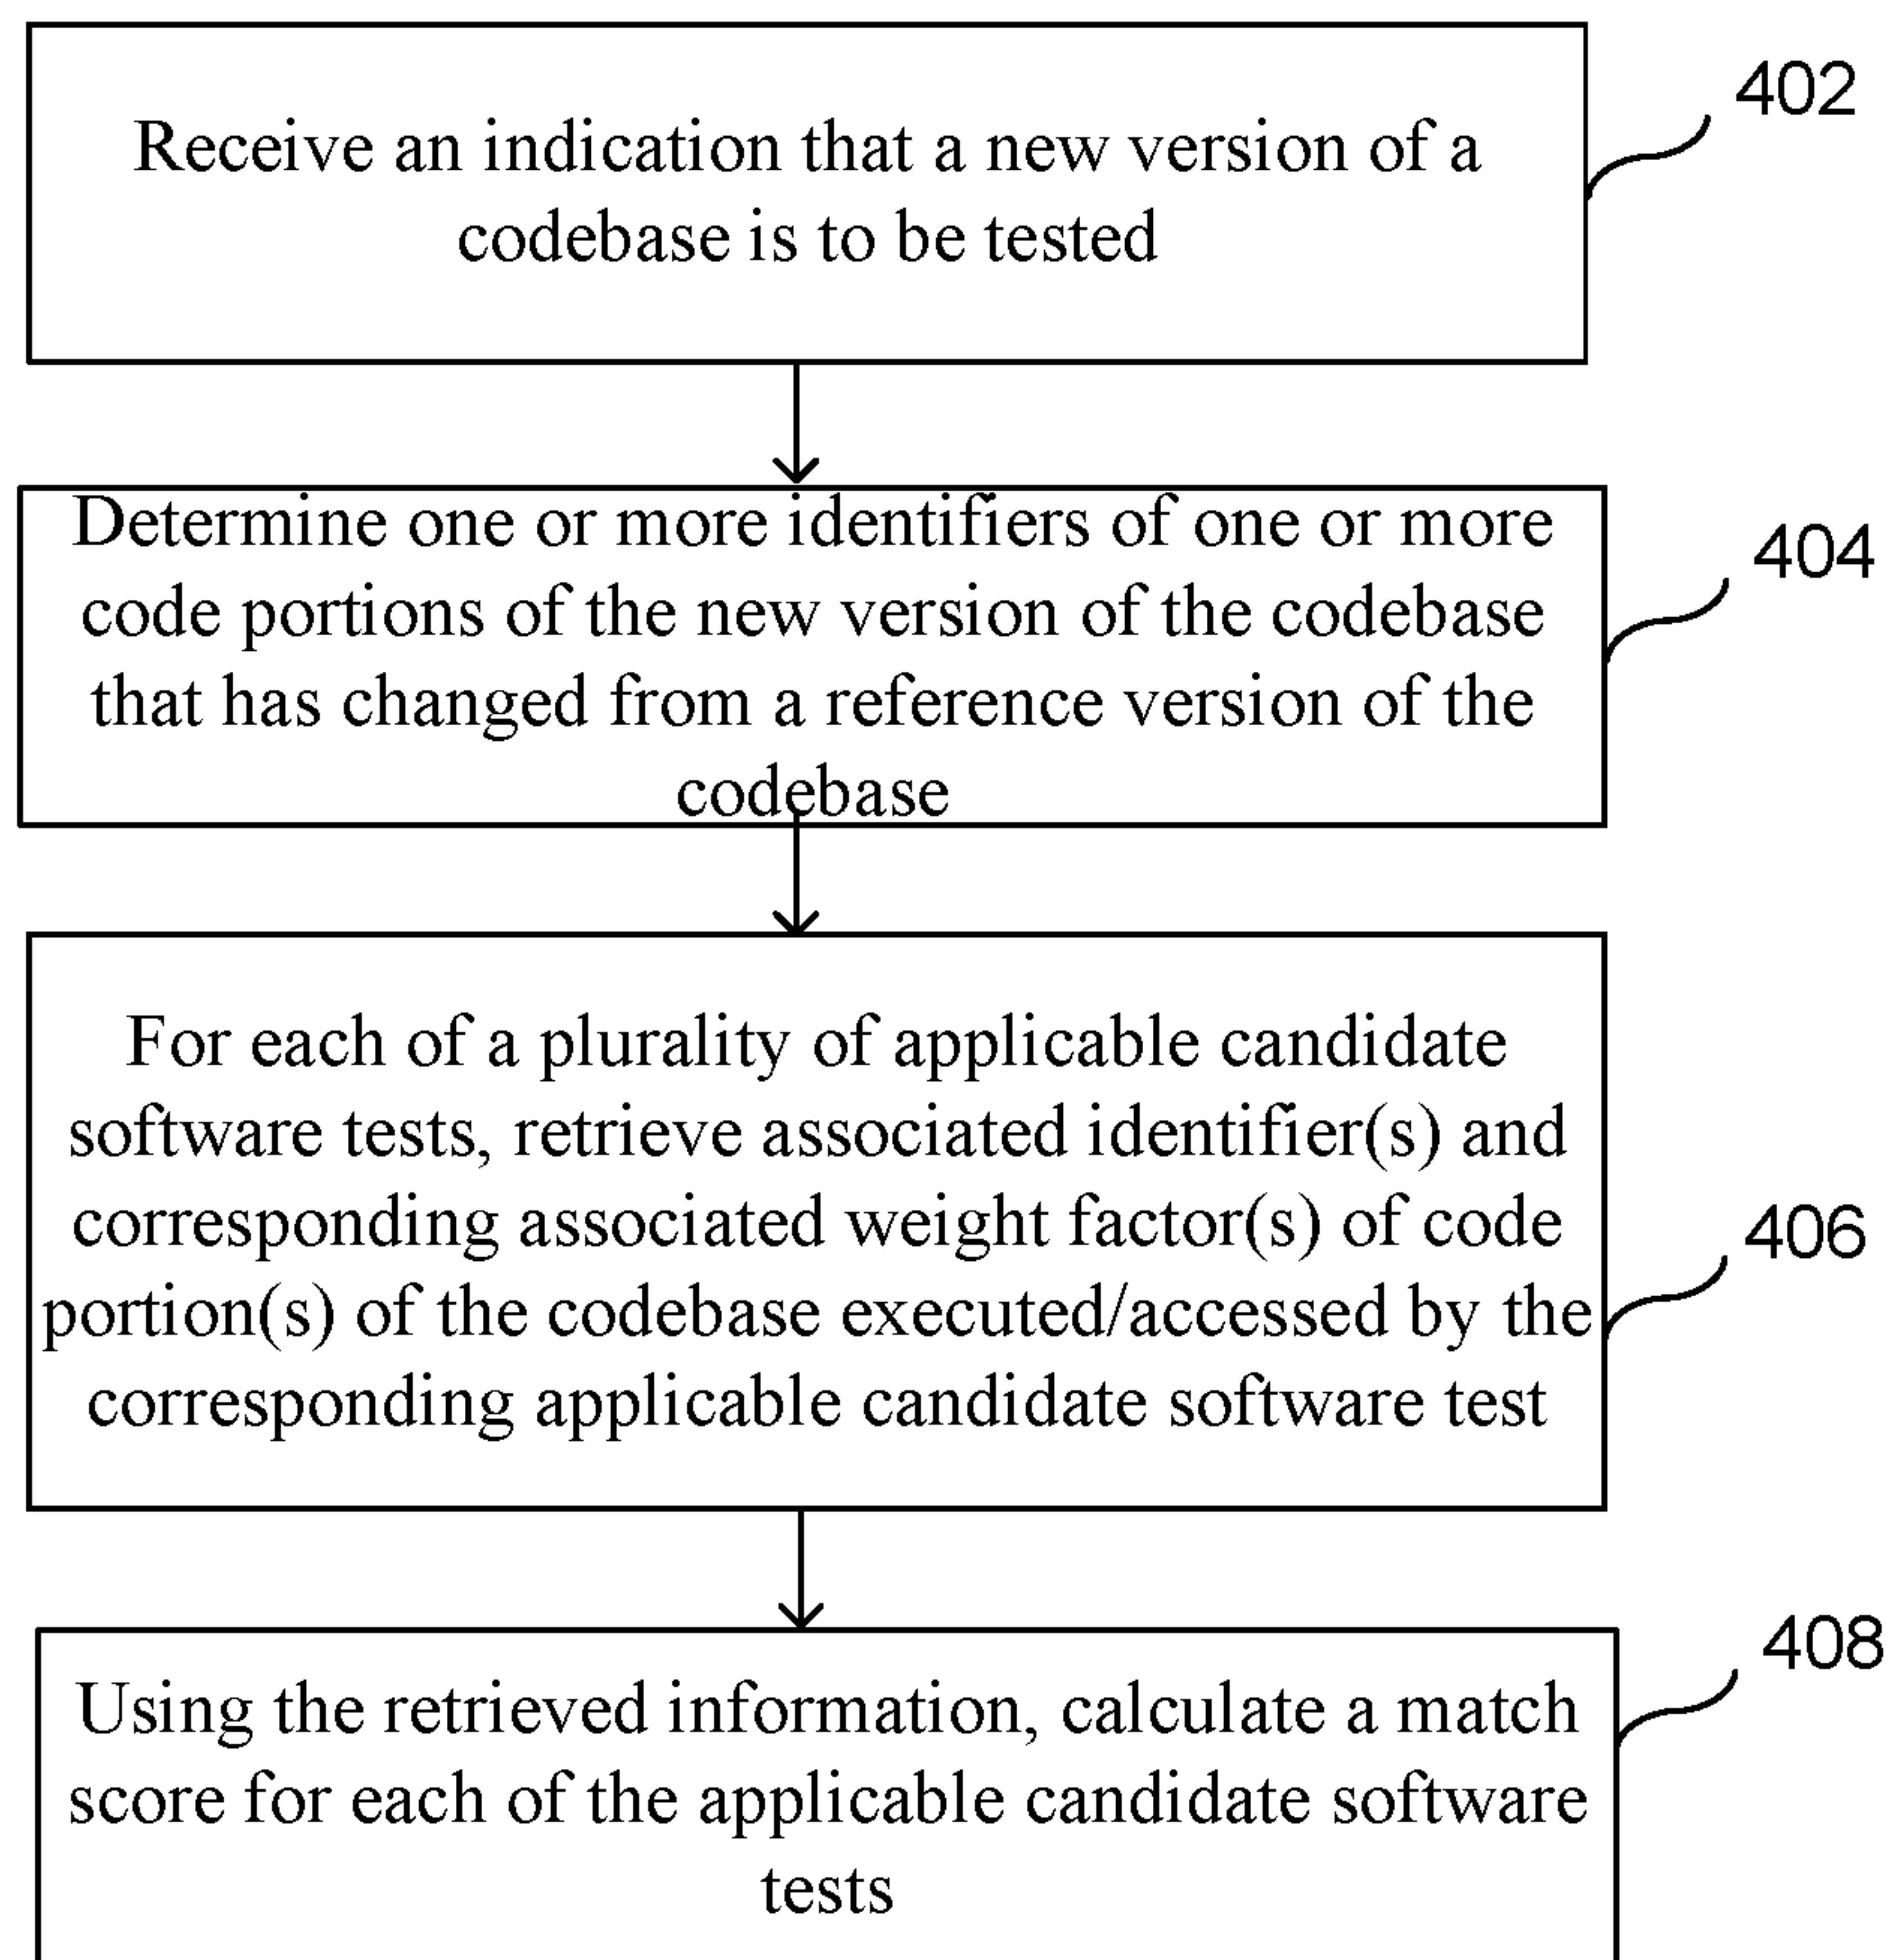 Receive an indication that a new version of a
codebase is to be tested
402
Determine one or more identifiers of one or more
code portions of the new version of the codebase
that has changed from a reference version of the
codebase
404
For each of a plurality of applicable candidate
software tests, retrieve associated identifier(s) and
corresponding associated weight factor(s) of code
portion(s) of the codebase executed/accessed by the
corresponding applicable candidate software test
406
Using the retrieved information, calculate a match
score for each of the applicable candidate software
tests
408